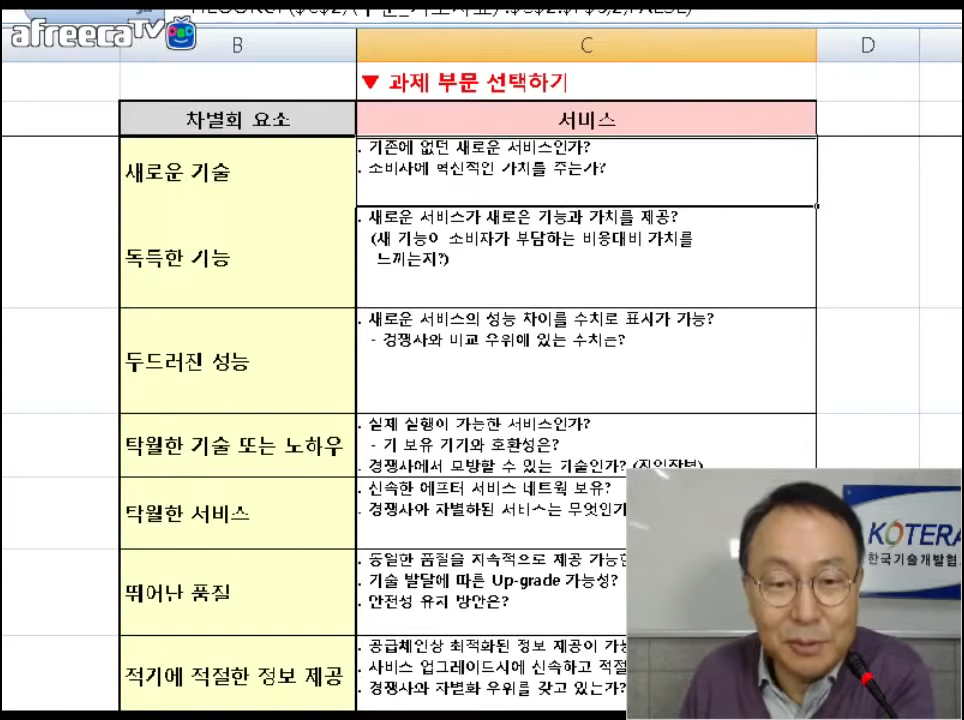 afreecaTV
B
C
D
▼ 과제 부문 선택하기
차별회 요소
서비스
새로운 기술
. 기존에 없던 새로운 서비스인가?
. 소비사에 혁신적인 가치를 주는가?
독특한 기능
. 새로운 서비스가 새로운 기능과 가치를 제공?
(새 기능이 소비자가 부담하는 비용대비 가치를
느끼는지?)
두드러진 성능
. 새로운 서비스의 성능 차이를 수치로 표시가 가능?
- 경쟁사와 비교 우위에 있는 수치는?
탁월한 기술 또는 노하우
. 실제 실행이 가능한 서비스인가?
- 기 보유 기기와 호환성은?
. 경쟁사에서 모방할 수 있는 기술인가? (진입장벽)
탁월한 서비스
. 신속한 에프터 서비스 네트웍 보유?
. 경쟁사와 차별화된 서비스는 무엇인가
뛰어난 품질
. 동일한 품질을 지속적으로 제공 가능한
. 기술 발달에 따른 Up-grade 가능성?
. 안전성 유지 방안은?
적기에 적절한 정보 제공
. 공급체인상 최적화된 정보 제공이 가능
. 사비스 업그레이드시에 신속하고 적절
. 경쟁사와 차별화 우위를 갖고 있는가?
KOTERA
한국기술개발협